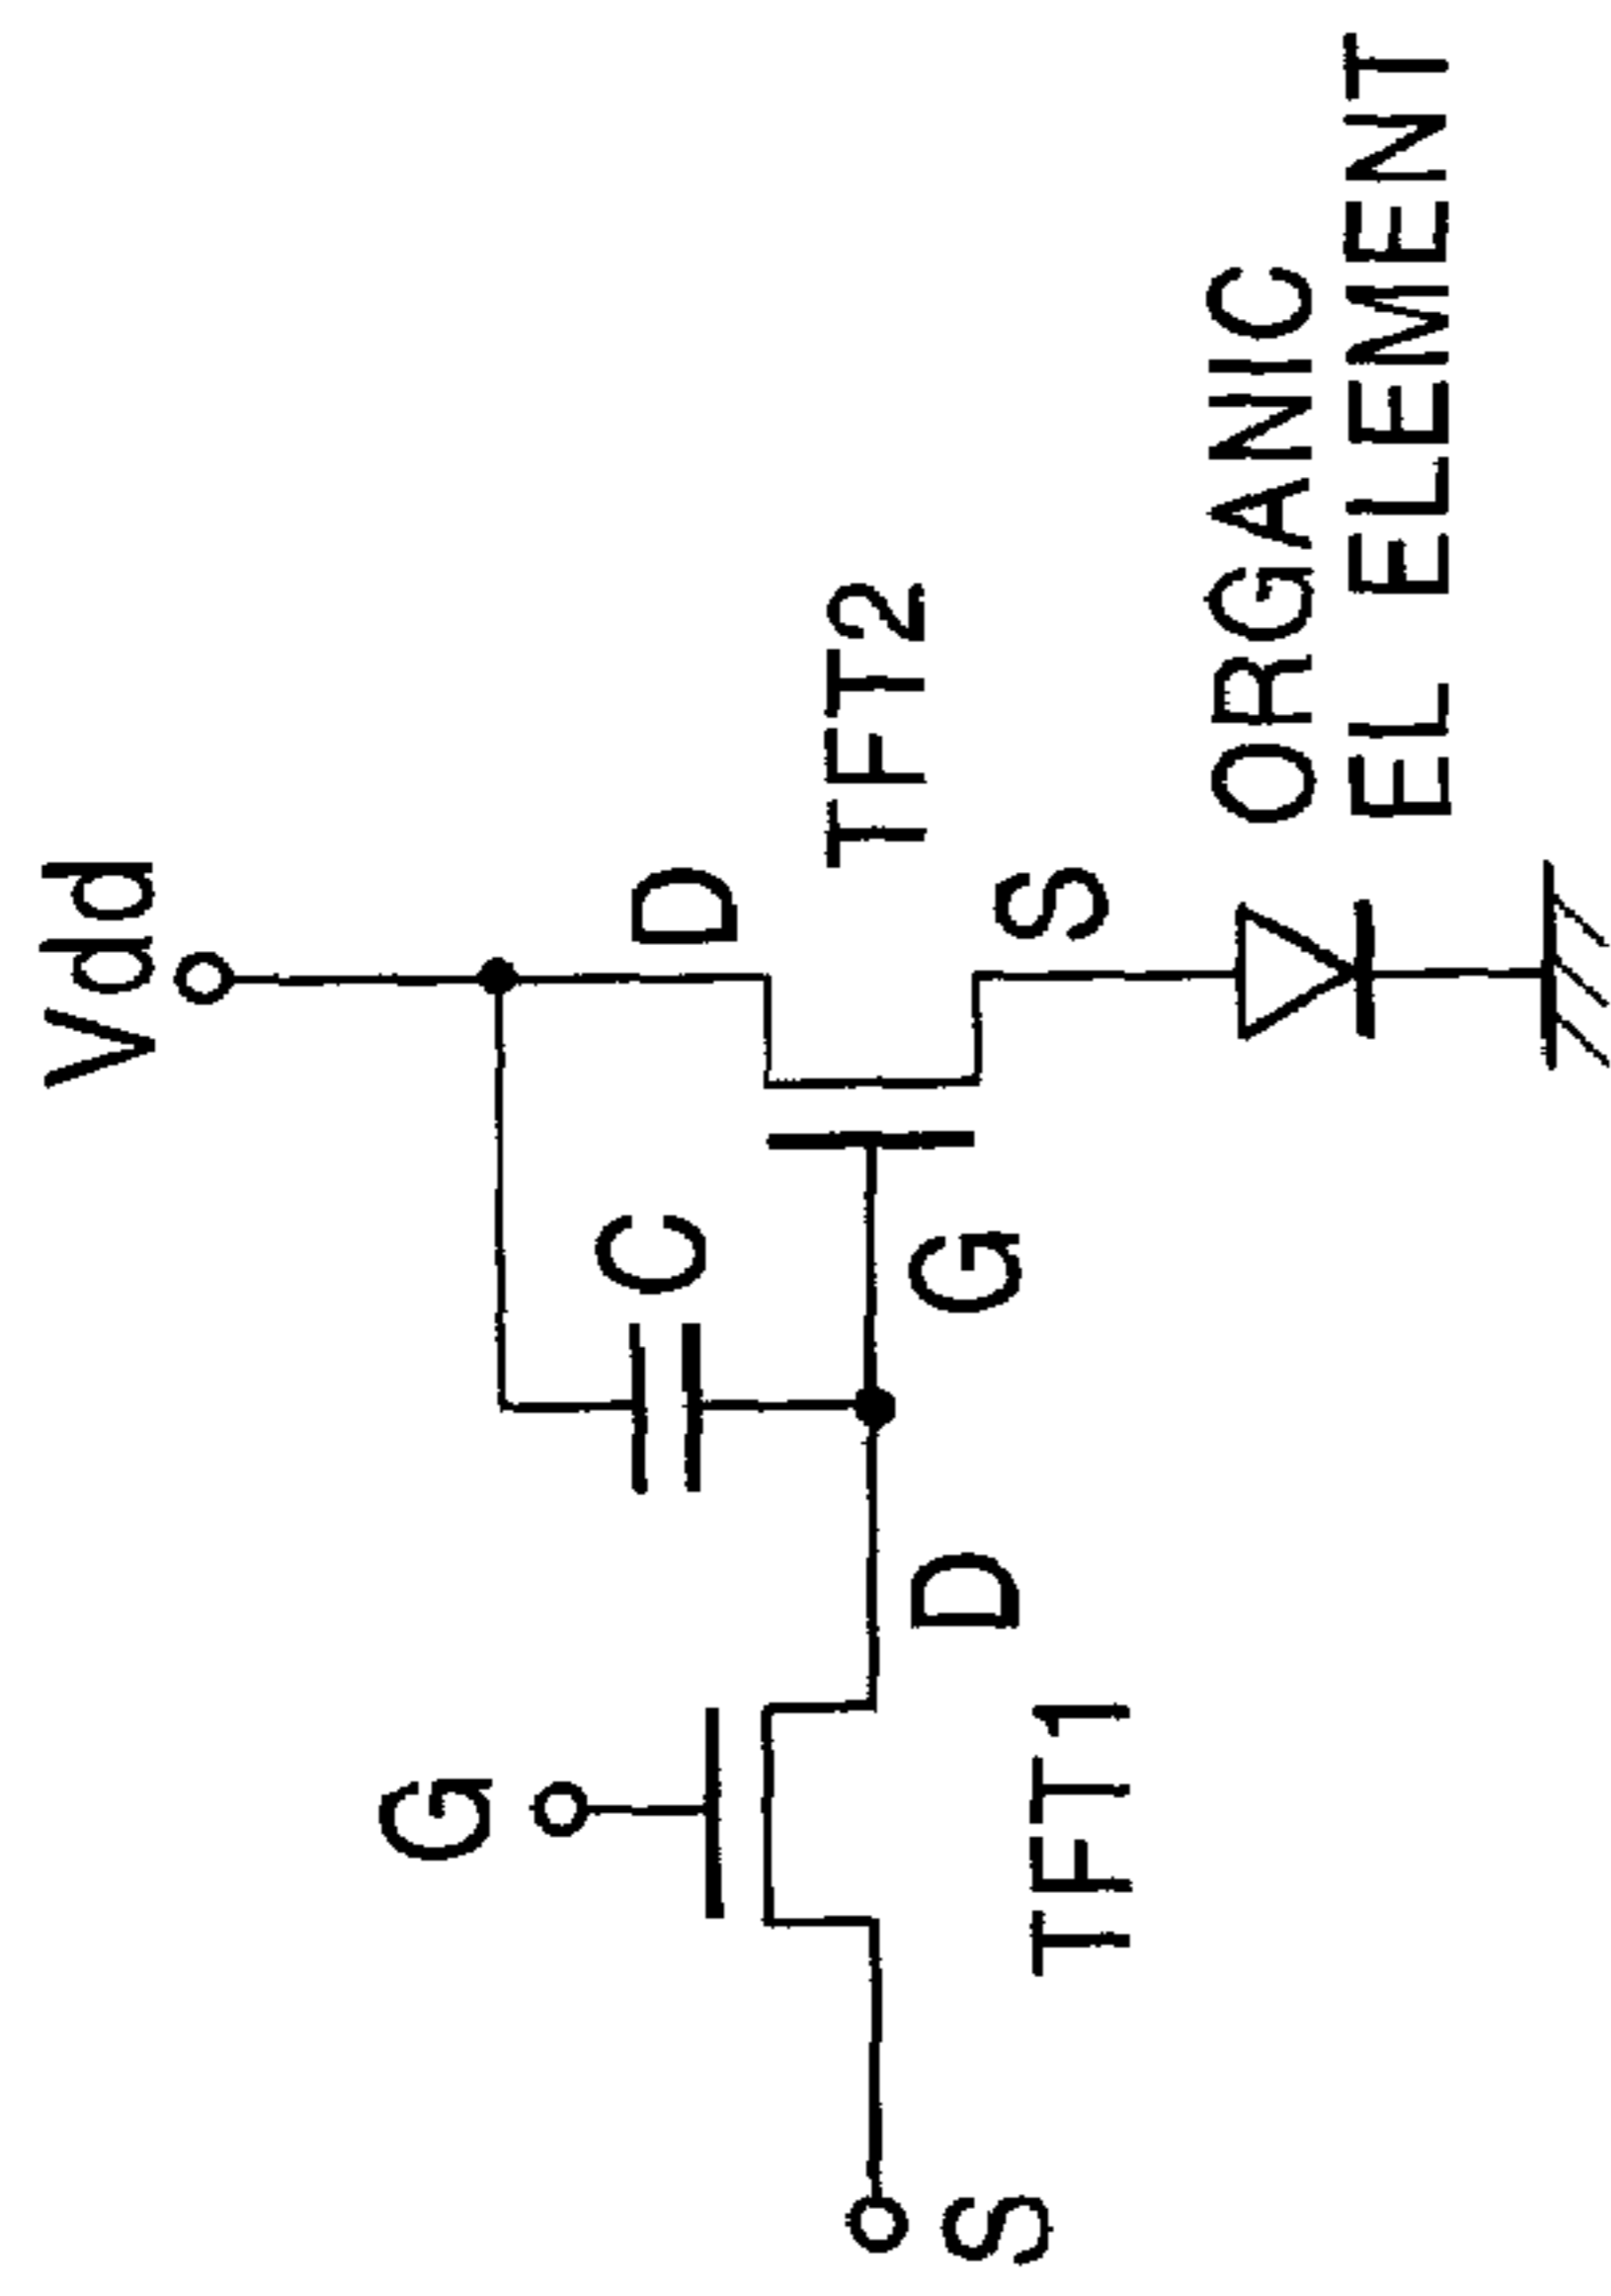 Vdd
G
C
D
TFT2
S
D
G
S
TFT1
ORGANIC
EL ELEMENT